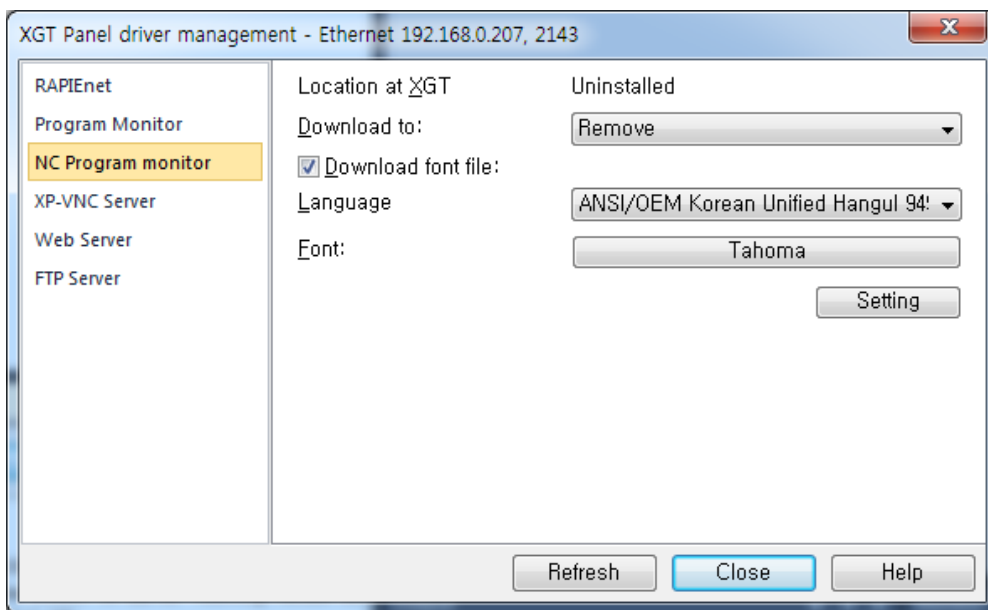 XGT Panel driver management - Ethernet 192.168.0.207, 2143
RAPIEnet
Program Monitor
NC Program monitor
XP-VNC Server
Web Server
FTP Server
Location at XGT Uninstalled
Download to: Remove
Download font file:
Language ANSI/OEM Korean Unified Hangul
Font: Tahoma
Setting
Refresh Close Help